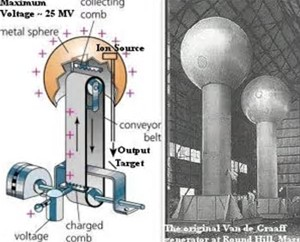 Maximum
Voltage ~ 25 MV
collecting
comb
metal sphere
Ion Source
conveyor
belt
Output
Target
voltage
charged
comb
The original Van de Graaff
generator at Round Hill, Mass